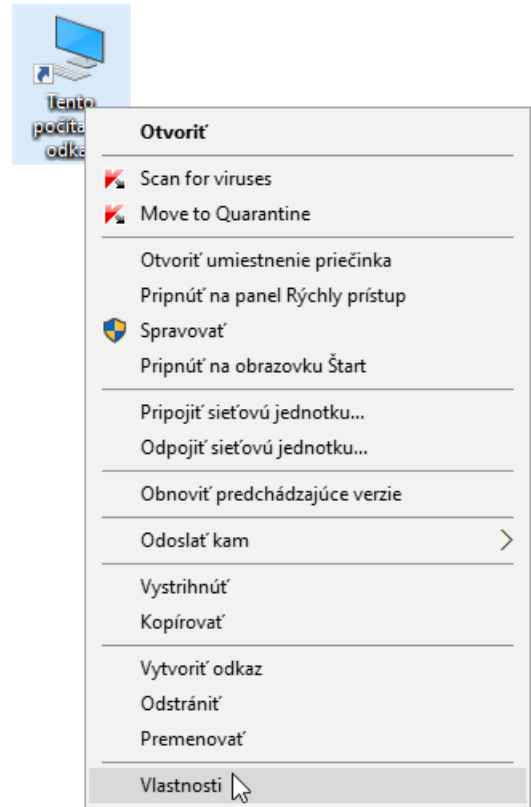 Tento
Otvoriť
Scan for viruses
Move to Quarantine
Otvoriť umiestnenie priečinka
Pripnúť na panel Rýchly prístup
Spravovať
Pripnúť na obrazovku Štart
Pripojiť sieťovú jednotku...
Odpojiť sieťovú jednotku...
Obnoviť predchádzajúce verzie
Odoslať kam
Vystrihnúť
Kopírovať
Vytvoriť odkaz
Odstrániť
Premenovať
Vlastnosti